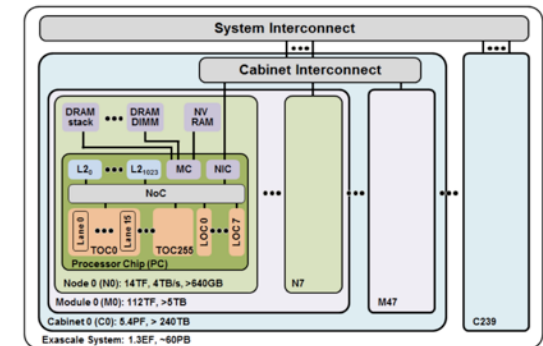 System Interconnect
Cabinet Interconnect
DRAM stack
DRAM DIMM
NV RAM
L2₀
L2₁₀₂₃
MC
NIC
NoC
Lane 0
Lane 15
TOC0
TOC255
LOC 0
LOC 7
Processor Chip (PC)
Node 0 (N0): 14TF, 4TB/s, >640GB
N7
Module 0 (M0): 112TF, >5TB
M47
Cabinet 0 (C0): 5.4PF, > 240TB
C239
Exascale System: 1.3EF, ~60PB